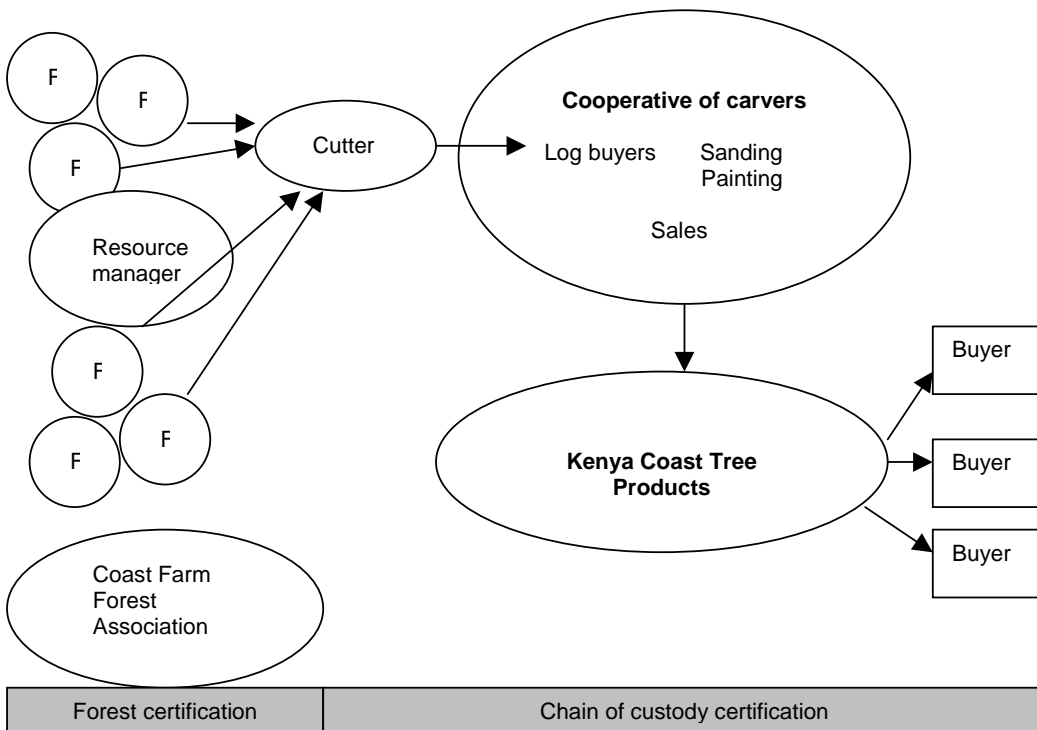 F
F
F
Resource
manager
F
F
F
Coast Farm
Forest
Association
Cutter
Cooperative of carvers
Log buyers
Sanding
Painting
Sales
Kenya Coast Tree
Products
Buyer
Buyer
Buyer
Forest certification
Chain of custody certification